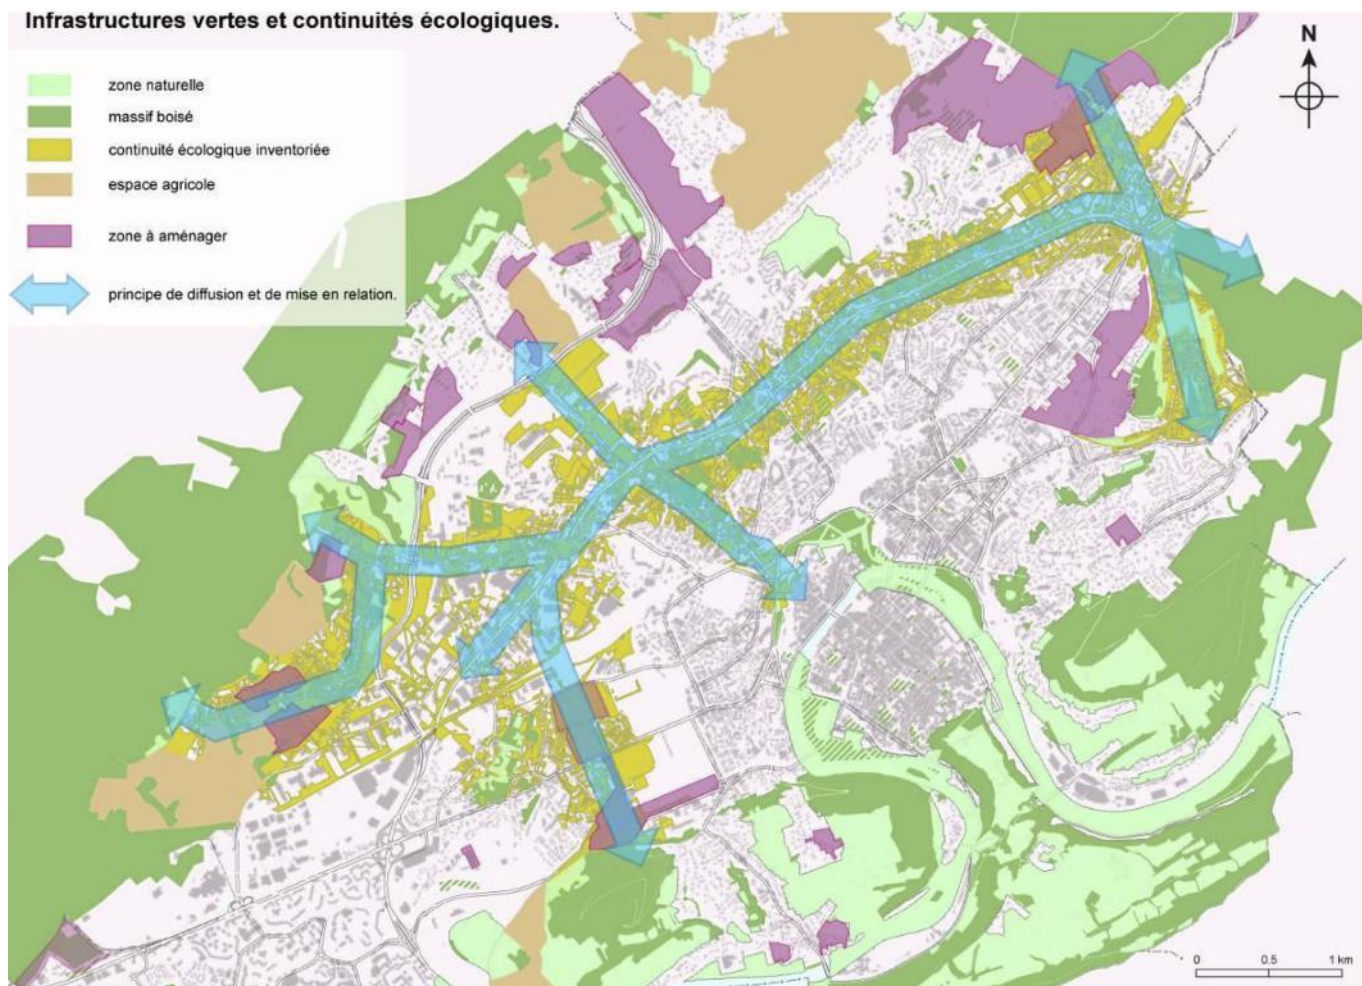 Infrastructures vertes et continuités écologiques.
zone naturelle
massif boisé
continuité écologique inventoriée
espace agricole
zone à aménager
principe de diffusion et de mise en relation.
N
0 0.5 1 km